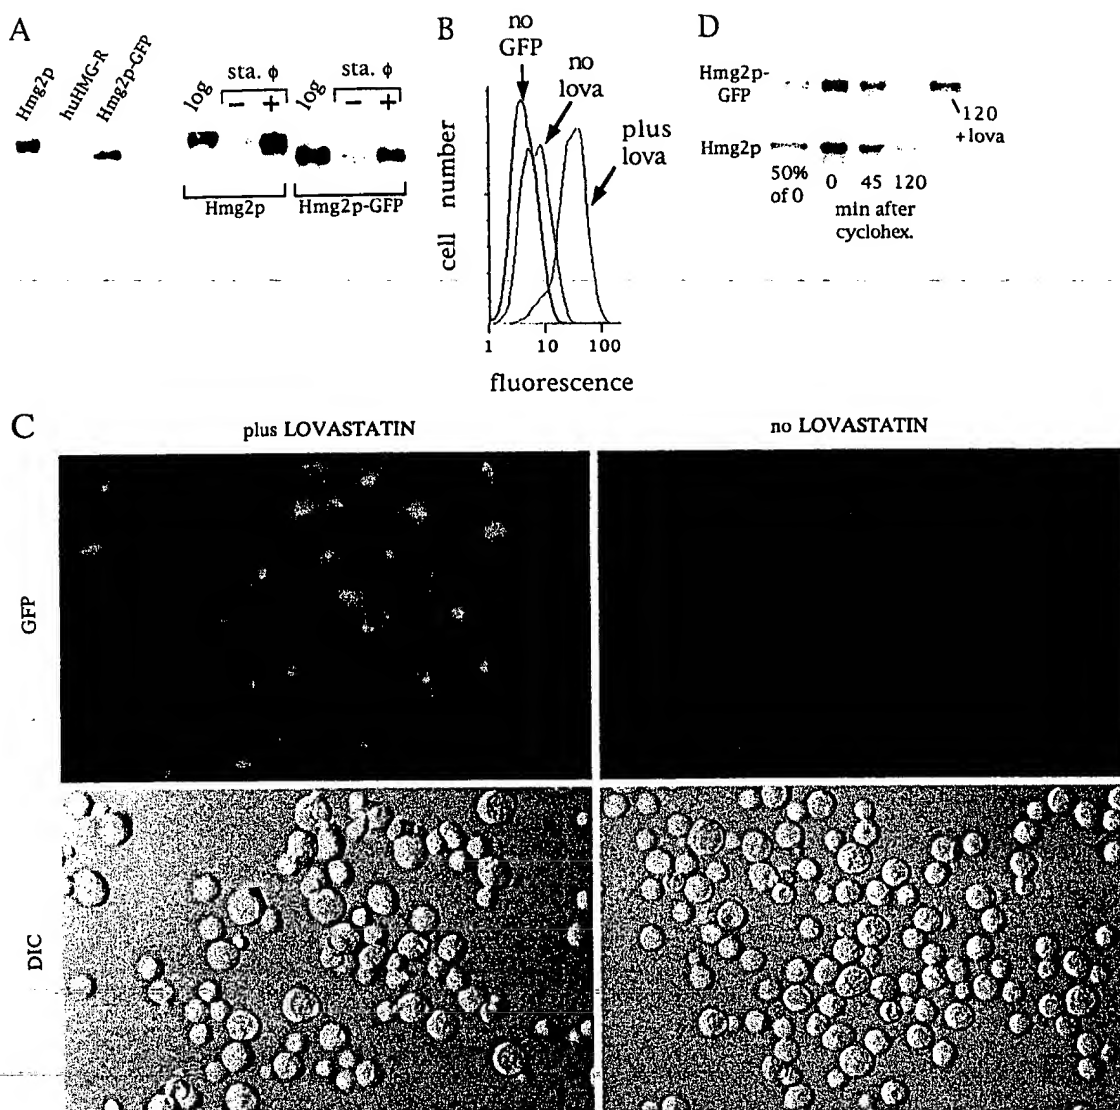 A
Hmg2p
huHMG-R
Hmg2p-GFP
log
sta. ϕ
− +
log
sta. ϕ
− +
Hmg2p
Hmg2p-GFP
B
no
GFP
no
lova
plus
lova
cell number
1 10 100
fluorescence
D
Hmg2p-
GFP
120
+lova
Hmg2p
50%
of 0
0 45 120
min after
cyclohex.
C
plus LOVASTATIN
no LOVASTATIN
GFP
DIC